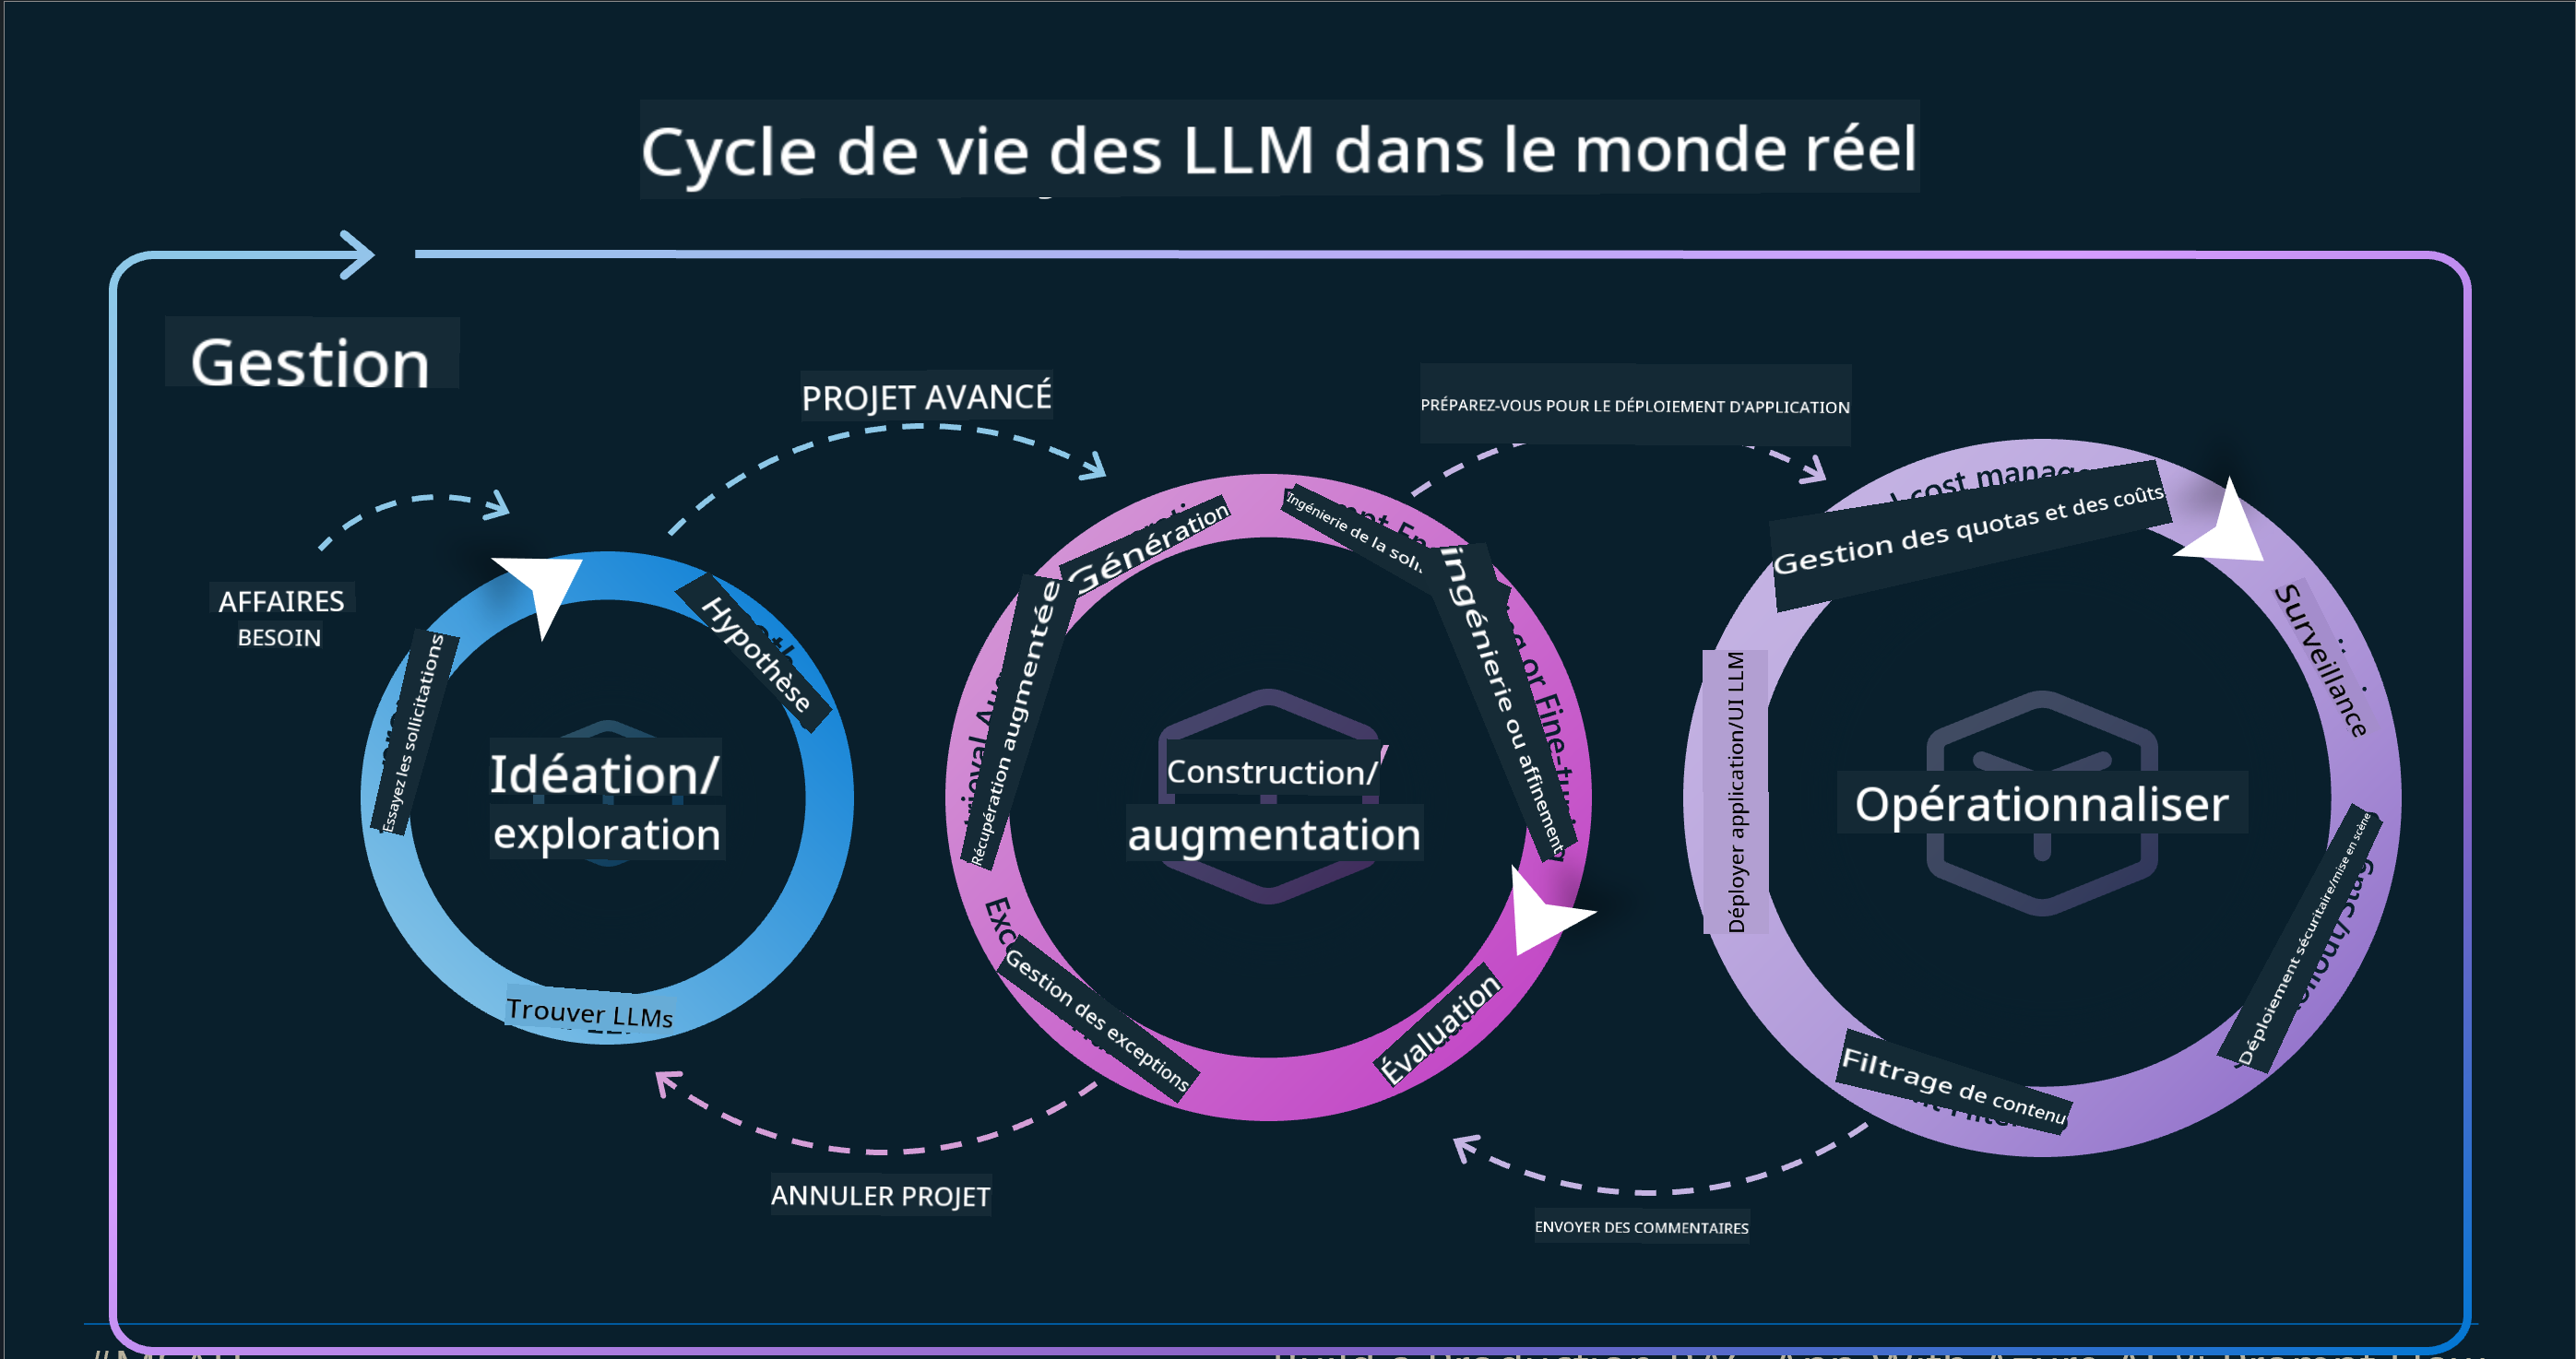 Cycle de vie des LLM dans le monde réel
Gestion
PROJET AVANCÉ
PRÉPAREZ-VOUS POUR LE DÉPLOIEMENT D'APPLICATION
AFFAIRES
BESOIN
Hypothèse
Essayez les sollicitations
Idéation/
exploration
Trouver LLMs
Génération
Récupération augmentée
Ingénierie de la
ingénierie ou affinement
or Fine-
Construction/
augmentation
Gestion des exceptions
Évaluation
cost
Gestion des quotas et des coûts
Surveillance
Déployer application/UI LLM
Opérationnaliser
Déploiement sécuritaire/mise en scène
Filtrage de contenu
ANNULER PROJET
ENVOYER DES COMMENTAIRES